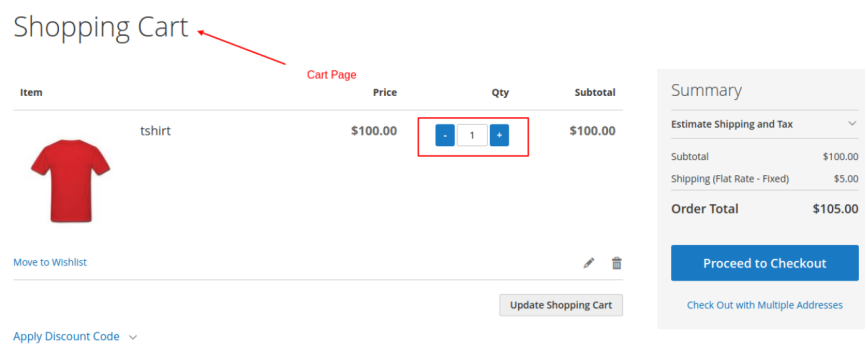 Shopping Cart
Cart Page
Item Price Qty Subtotal
tshirt $100.00 - 1 + $100.00
Move to Wishlist
Update Shopping Cart
Apply Discount Code
Summary
Estimate Shipping and Tax
Subtotal $100.00
Shipping (Flat Rate - Fixed) $5.00
Order Total $105.00
Proceed to Checkout
Check Out with Multiple Addresses